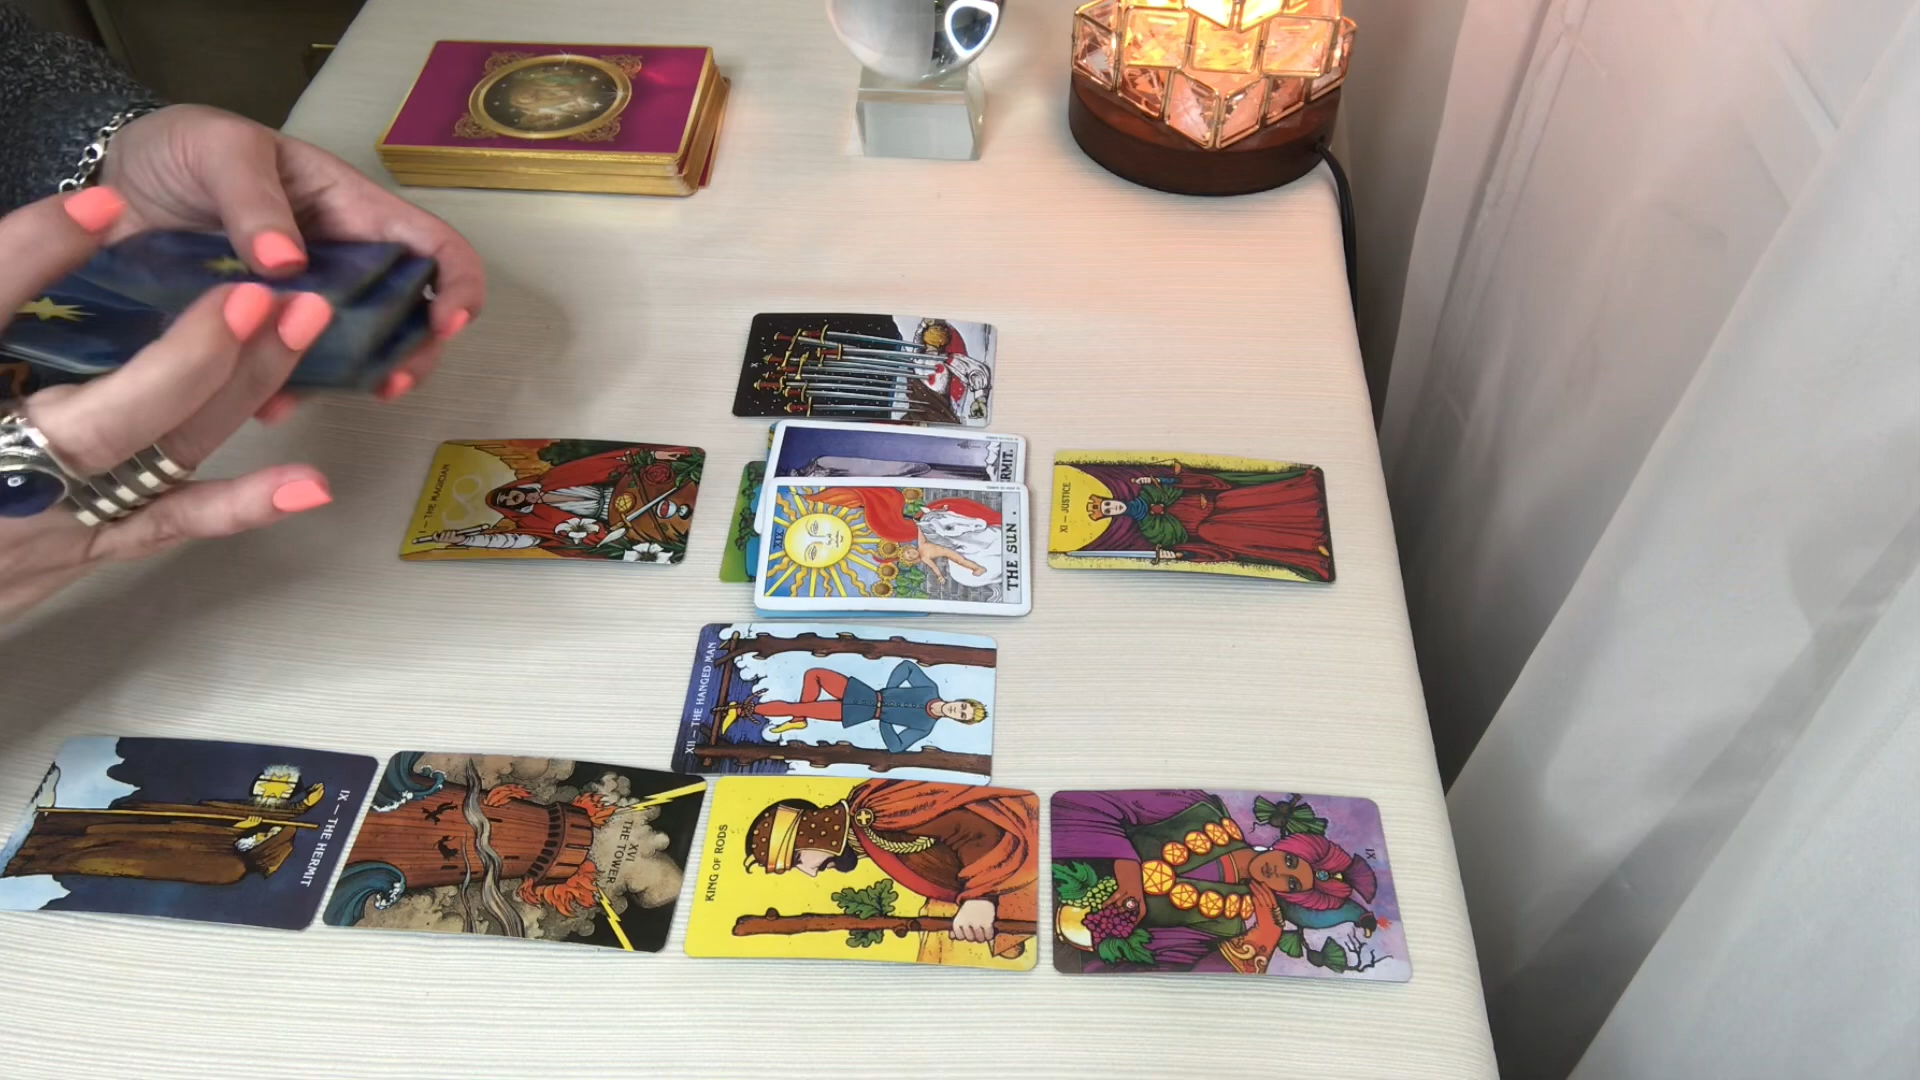 X
I – THE MAGICIAN
RMIT.
XIX
THE SUN .
XI – JUSTICE
XII – THE HANGED MAN
IX – THE HERMIT
XVI
THE TOWER
KING OF RODS
IX